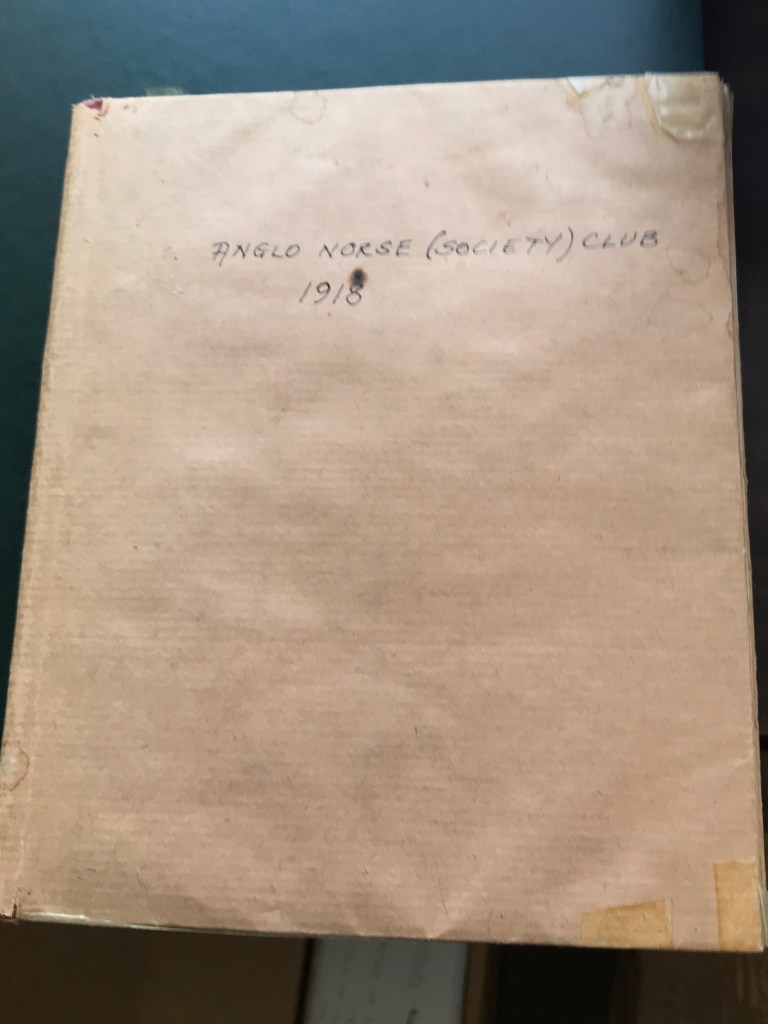 ANGLO NORSE (SOCIETY) CLUB
1918